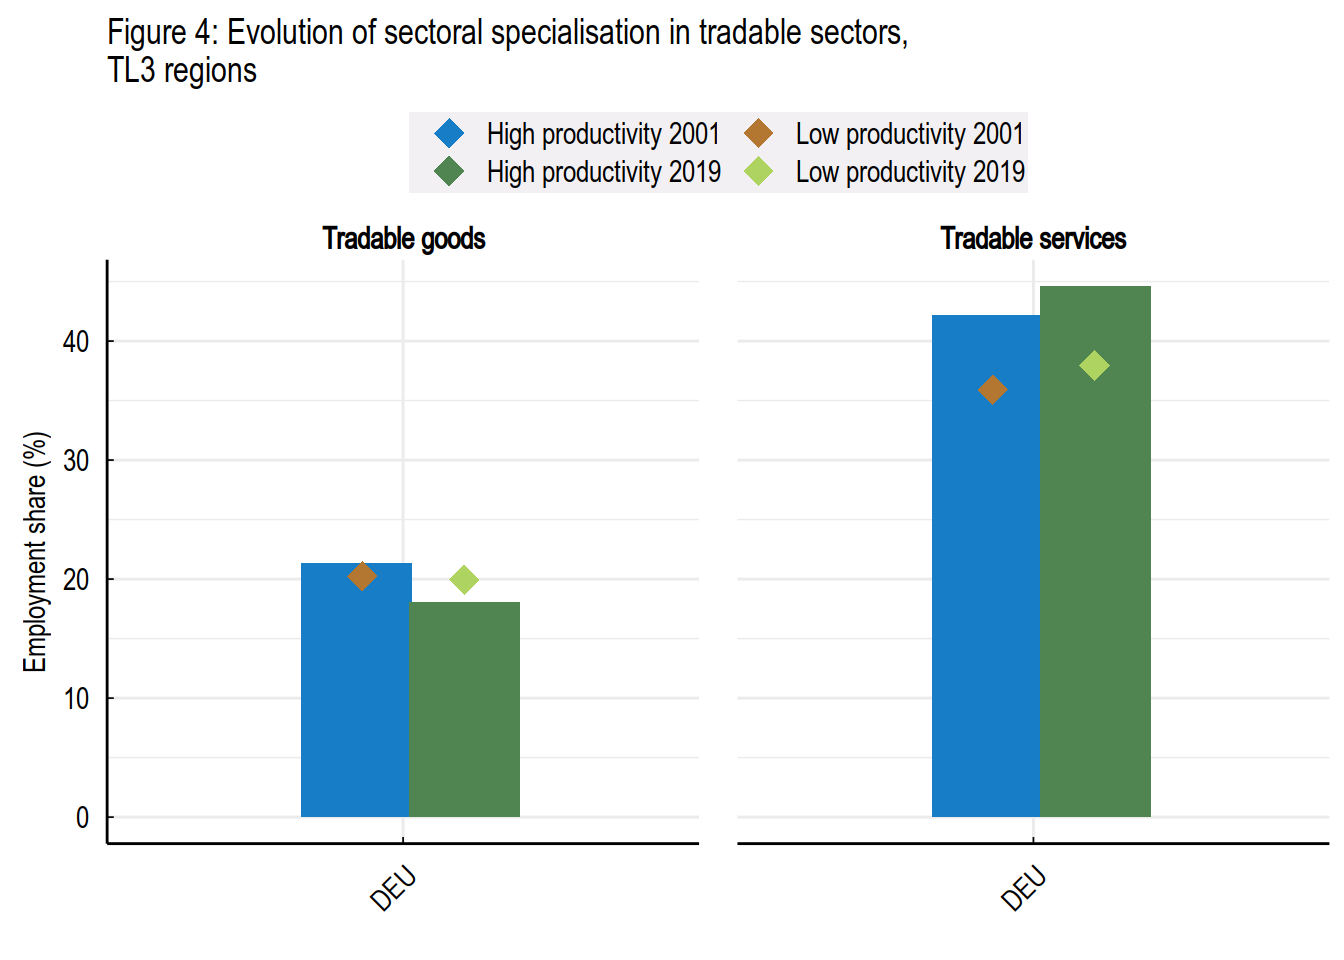 Figure 4: Evolution of sectoral specialisation in tradable sectors,
TL3 regions
High productivity 2001
Low productivity 2001
High productivity 2019
Low productivity 2019
Tradable goods
Tradable services
Employment share (%)
40
30
20
10
0
DEU
DEU